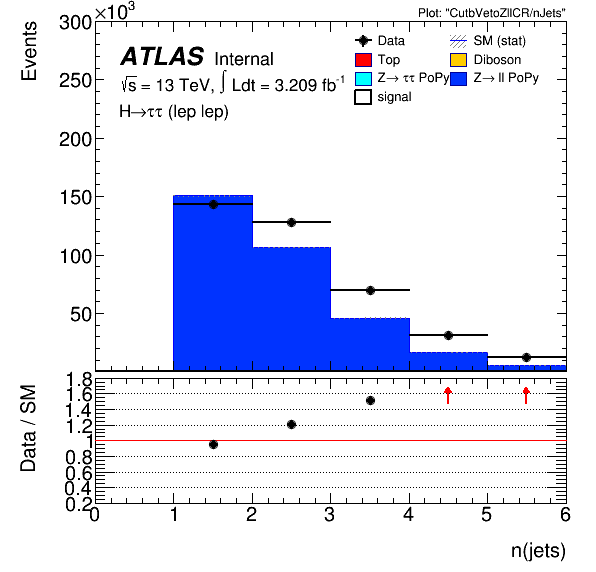 Plot: "CutbVetoZllCR/nJets"
×10³
Events
300
250
200
150
100
50
ATLAS Internal
√s = 13 TeV, ∫ Ldt = 3.209 fb⁻¹
H→ττ (lep lep)
Data
SM (stat)
Top
Diboson
Z→ ττ PoPy
Z→ ll PoPy
signal
Data / SM
1.8
1.6
1.4
1.2
1
0.8
0.6
0.4
0.2
0 1 2 3 4 5 6
n(jets)